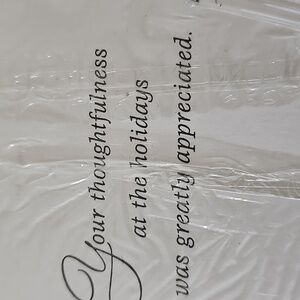 Your thoughtfulness
at the holidays
was greatly appreciated.